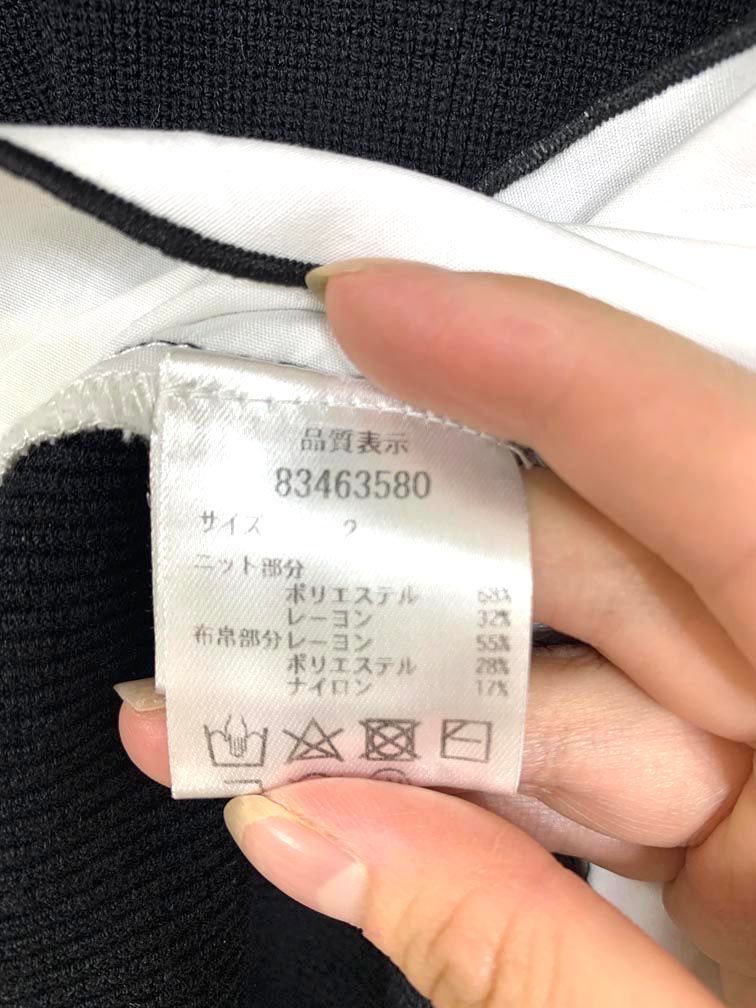 品質表示
83463580
サイズ 2
ニット部分
ポリエステル 68%
レーヨン 32%
布帛部分 レーヨン 55%
ポリエステル 28%
ナイロン 17%